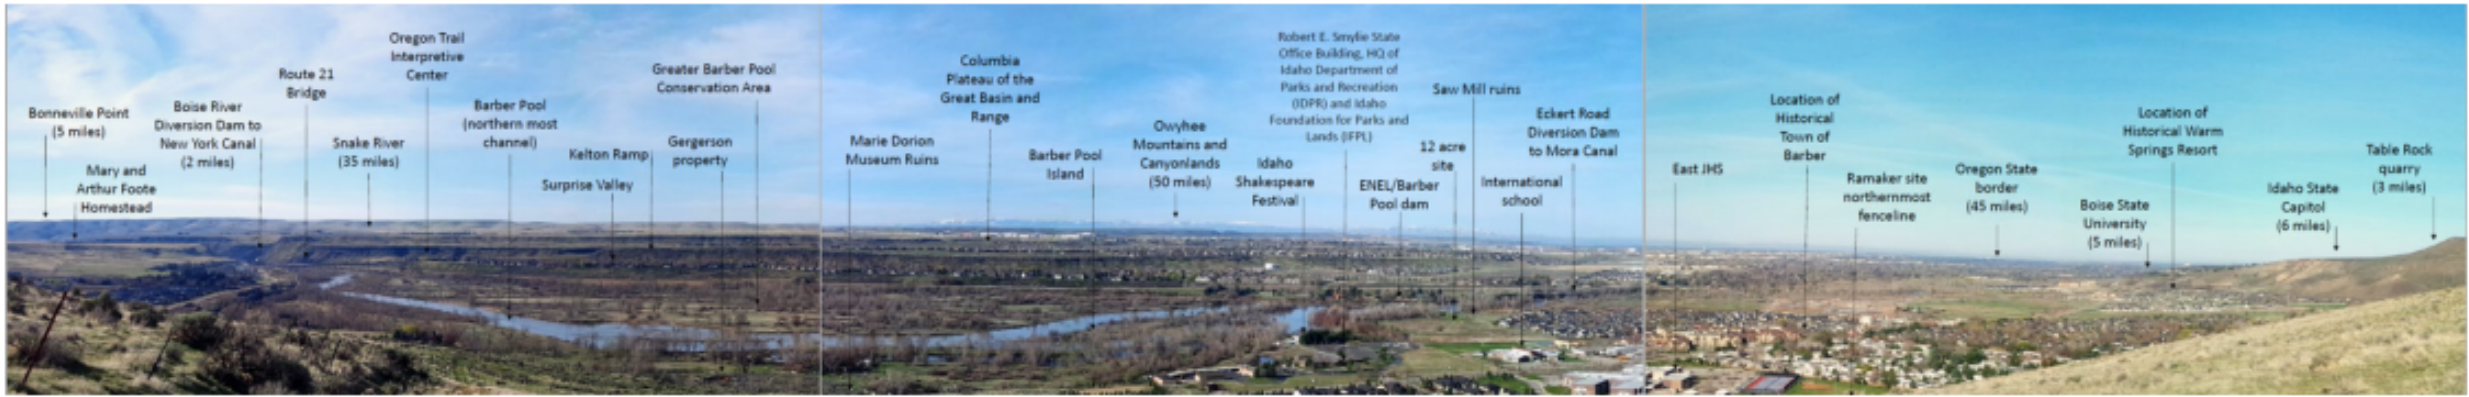 Bonneville Point
(5 miles)
Mary and
Arthur Foote
Homestead
Boise River
Diversion Dam to
New York Canal
(2 miles)
Route 21
Bridge
Snake River
(35 miles)
Oregon Trail
Interpretive
Center
Barber Pool
(northern most
channel)
Surprise Valley
Kelton Ramp
Gergerson
property
Greater Barber Pool
Conservation Area
Marie Dorion
Museum Ruins
Columbia
Plateau of the
Great Basin and
Range
Barber Pool
Island
Owyhee
Mountains and
Canyonlands
(50 miles)
Idaho
Shakespeare
Festival
Robert E. Smylie State
Office Building, HQ of
Idaho Department of
Parks and Recreation
(IDPR) and Idaho
Foundation for Parks and
Lands (IFPL)
ENEL/Barber
Pool dam
12 acre
site
Saw Mill ruins
International
school
Eckert Road
Diversion Dam
to Mora Canal
East JHS
Location of
Historical
Town of
Barber
Ramaker site
northernmost
fenceline
Oregon State
border
(45 miles)
Boise State
University
(5 miles)
Location of
Historical Warm
Springs Resort
Idaho State
Capitol
(6 miles)
Table Rock
quarry
(3 miles)